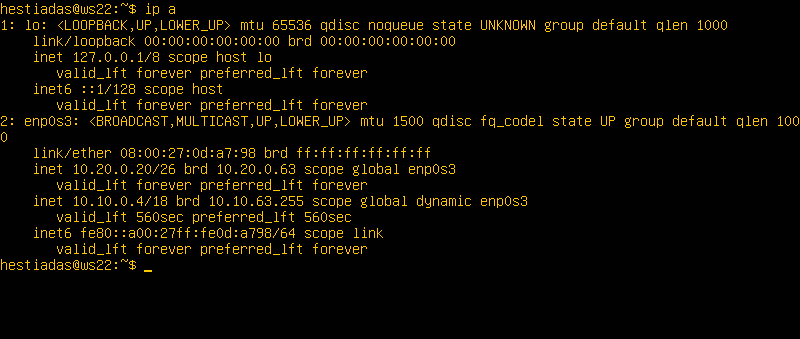 hestiadas@ws22:~$ ip a
1: lo: <LOOPBACK,UP,LOWER_UP> mtu 65536 qdisc noqueue state UNKNOWN group default qlen 1000
    link/loopback 00:00:00:00:00:00 brd 00:00:00:00:00:00
    inet 127.0.0.1/8 scope host lo
       valid_lft forever preferred_lft forever
    inet6 ::1/128 scope host
       valid_lft forever preferred_lft forever
2: enp0s3: <BROADCAST,MULTICAST,UP,LOWER_UP> mtu 1500 qdisc fq_codel state UP group default qlen 100
0
    link/ether 08:00:27:0d:a7:98 brd ff:ff:ff:ff:ff:ff
    inet 10.20.0.20/26 brd 10.20.0.63 scope global enp0s3
       valid_lft forever preferred_lft forever
    inet 10.10.0.4/18 brd 10.10.63.255 scope global dynamic enp0s3
       valid_lft 560sec preferred_lft 560sec
    inet6 fe80::a00:27ff:fe0d:a798/64 scope link
       valid_lft forever preferred_lft forever
hestiadas@ws22:~$ _